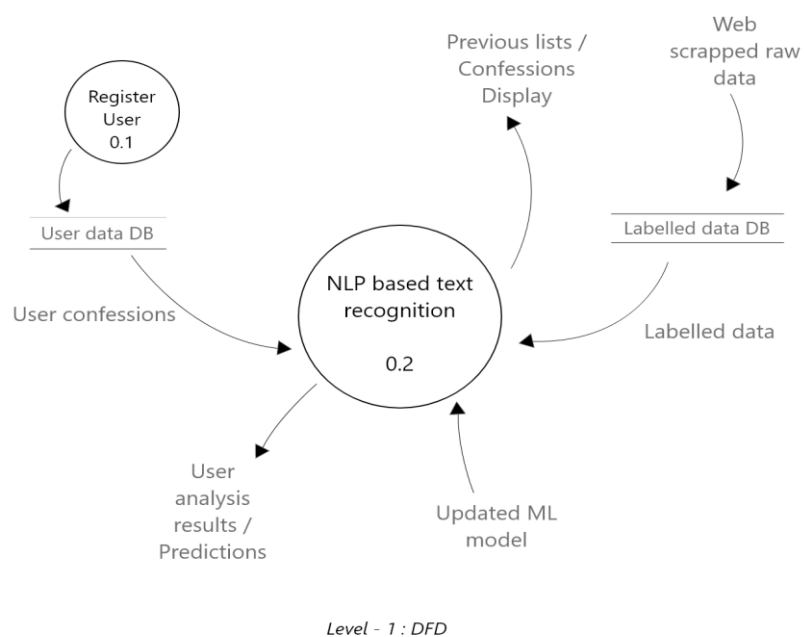 Register
User
0.1
User data DB
User confessions
Previous lists /
Confessions
Display
Web
scrapped raw
data
Labelled data DB
Labelled data
NLP based text
recognition
0.2
User
analysis
results /
Predictions
Updated ML
model
Level - 1 : DFD